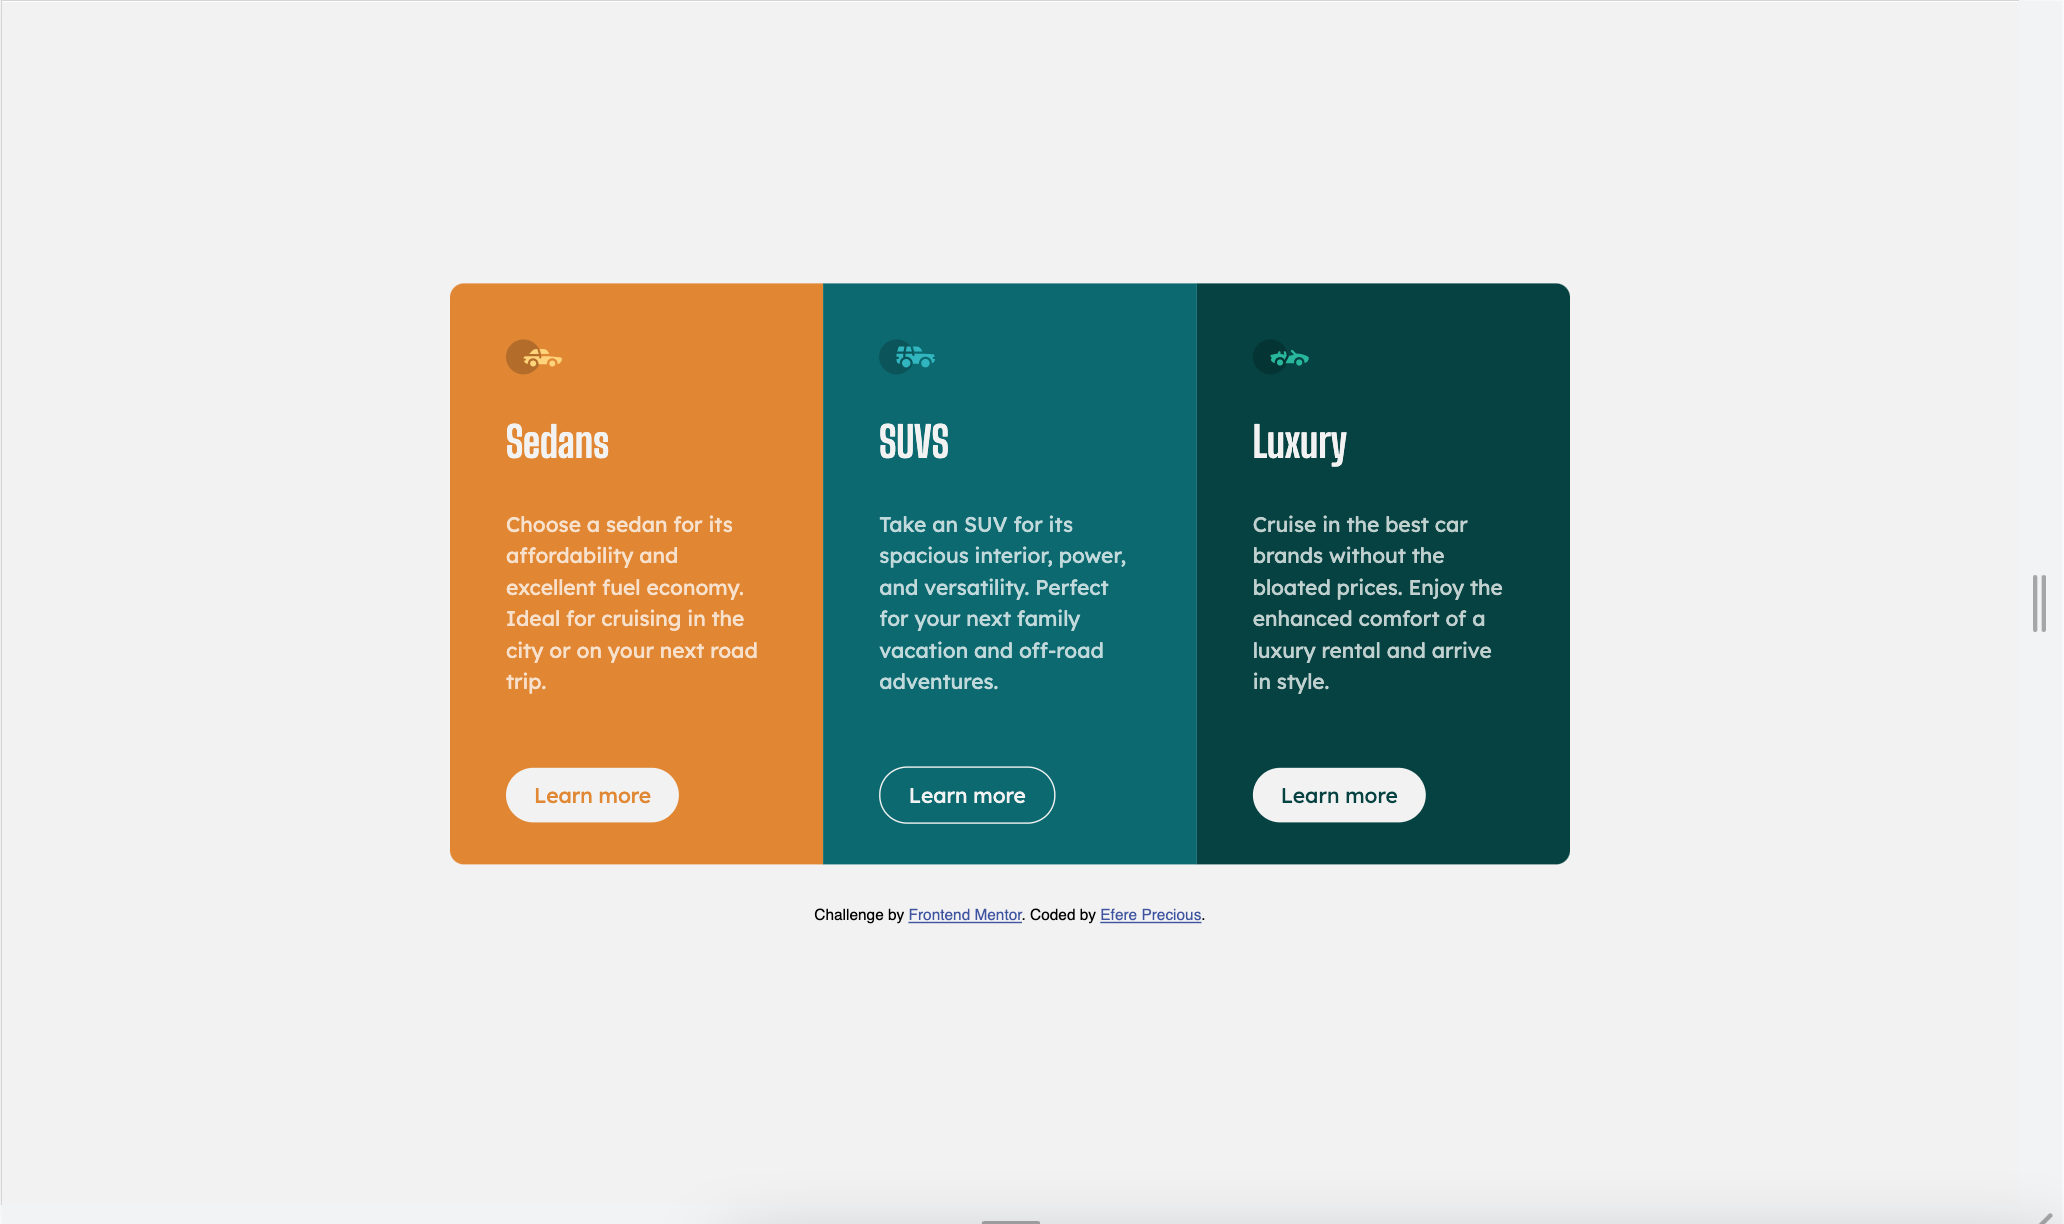 Sedans
Choose a sedan for its
affordability and
excellent fuel economy.
Ideal for cruising in the
city or on your next road
trip.
Learn more
SUVS
Take an SUV for its
spacious interior, power,
and versatility. Perfect
for your next family
vacation and off-road
adventures.
Learn more
Luxury
Cruise in the best car
brands without the
bloated prices. Enjoy the
enhanced comfort of a
luxury rental and arrive
in style.
Learn more
Challenge by Frontend Mentor. Coded by Efere Precious.